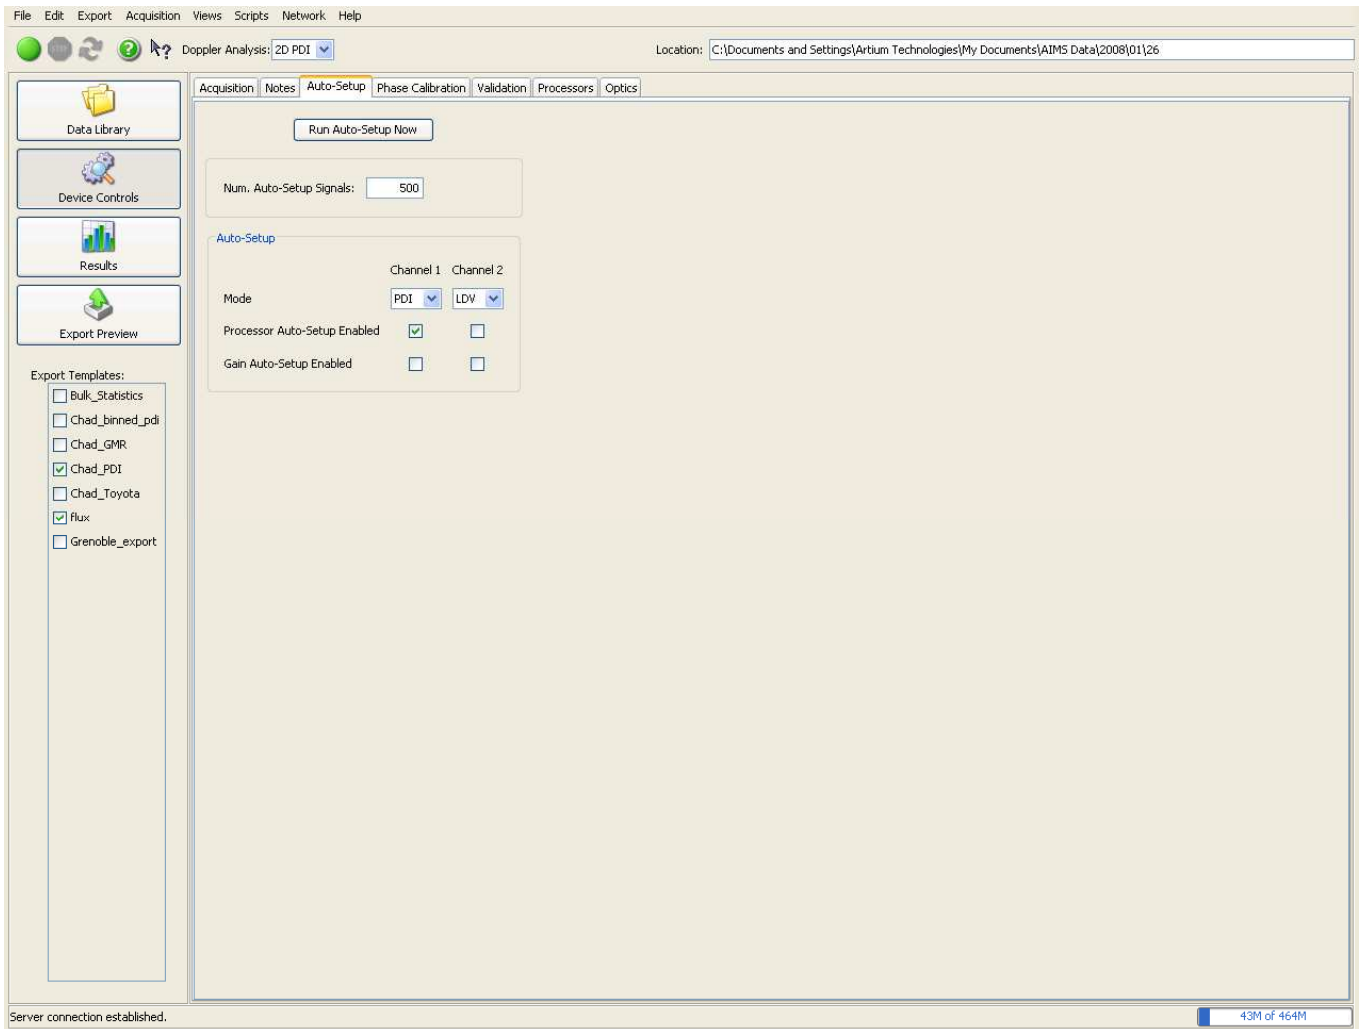 File Edit Export Acquisition Views Scripts Network Help
Doppler Analysis: 2D PDI Location: C:\Documents and Settings\Artium Technologies\My Documents\AIMS Data\2008\01\26
Data Library
Device Controls
Results
Export Preview
Export Templates:
Bulk_Statistics
Chad_binned_pdi
Chad_GMR
Chad_PDI
Chad_Toyota
flux
Grenoble_export
Acquisition Notes Auto-Setup Phase Calibration Validation Processors Optics
Run Auto-Setup Now
Num. Auto-Setup Signals: 500
Auto-Setup
Channel 1 Channel 2
Mode PDI LDV
Processor Auto-Setup Enabled
Gain Auto-Setup Enabled
Server connection established. 43M of 464M